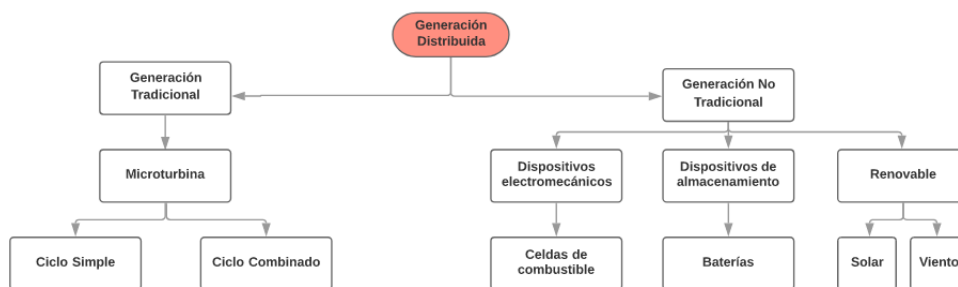 Generación
Distribuida
Generación
Tradicional
Generación No
Tradicional
Microturbina
Dispositivos
electromecánicos
Dispositivos de
almacenamiento
Renovable
Ciclo Simple
Ciclo Combinado
Celdas de
combustible
Baterías
Solar
Viento